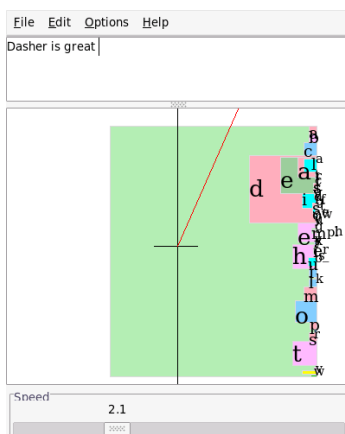 File Edit Options Help
Dasher is great
a
b
c
a
d e a l
i
e m p h
h
u
l k
m
o
p
s
t
w
Speed
2.1